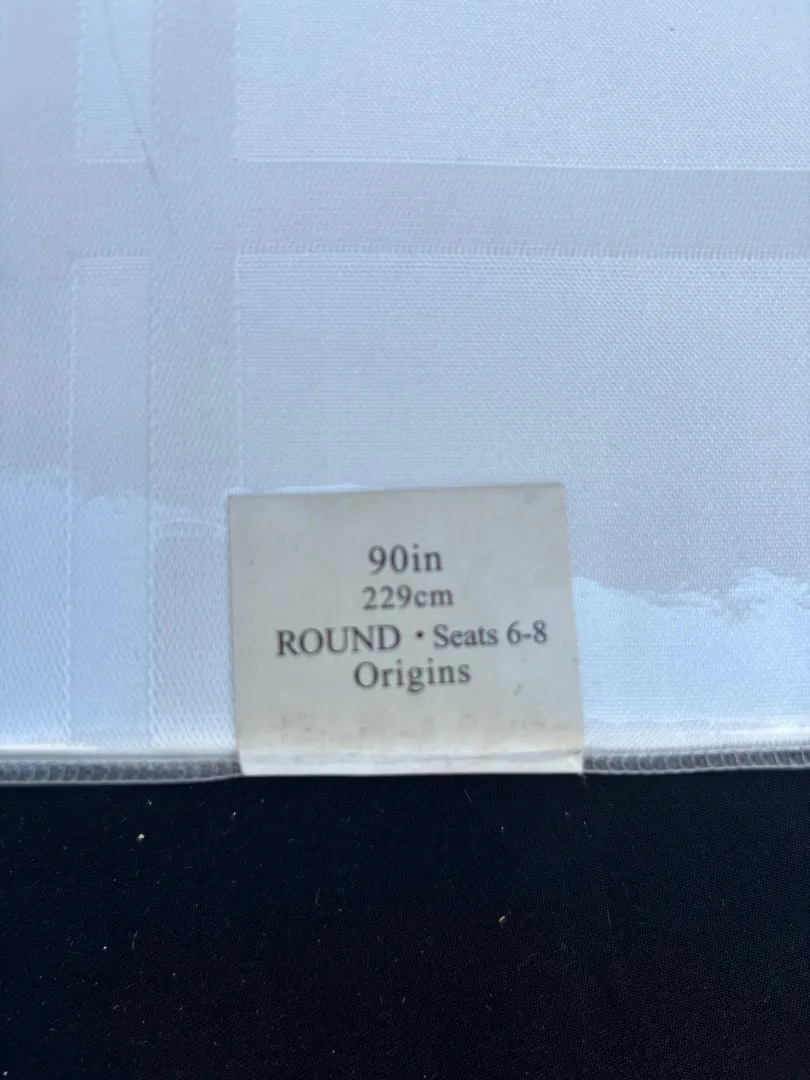 90in
229cm
ROUND • Seats 6-8
Origins